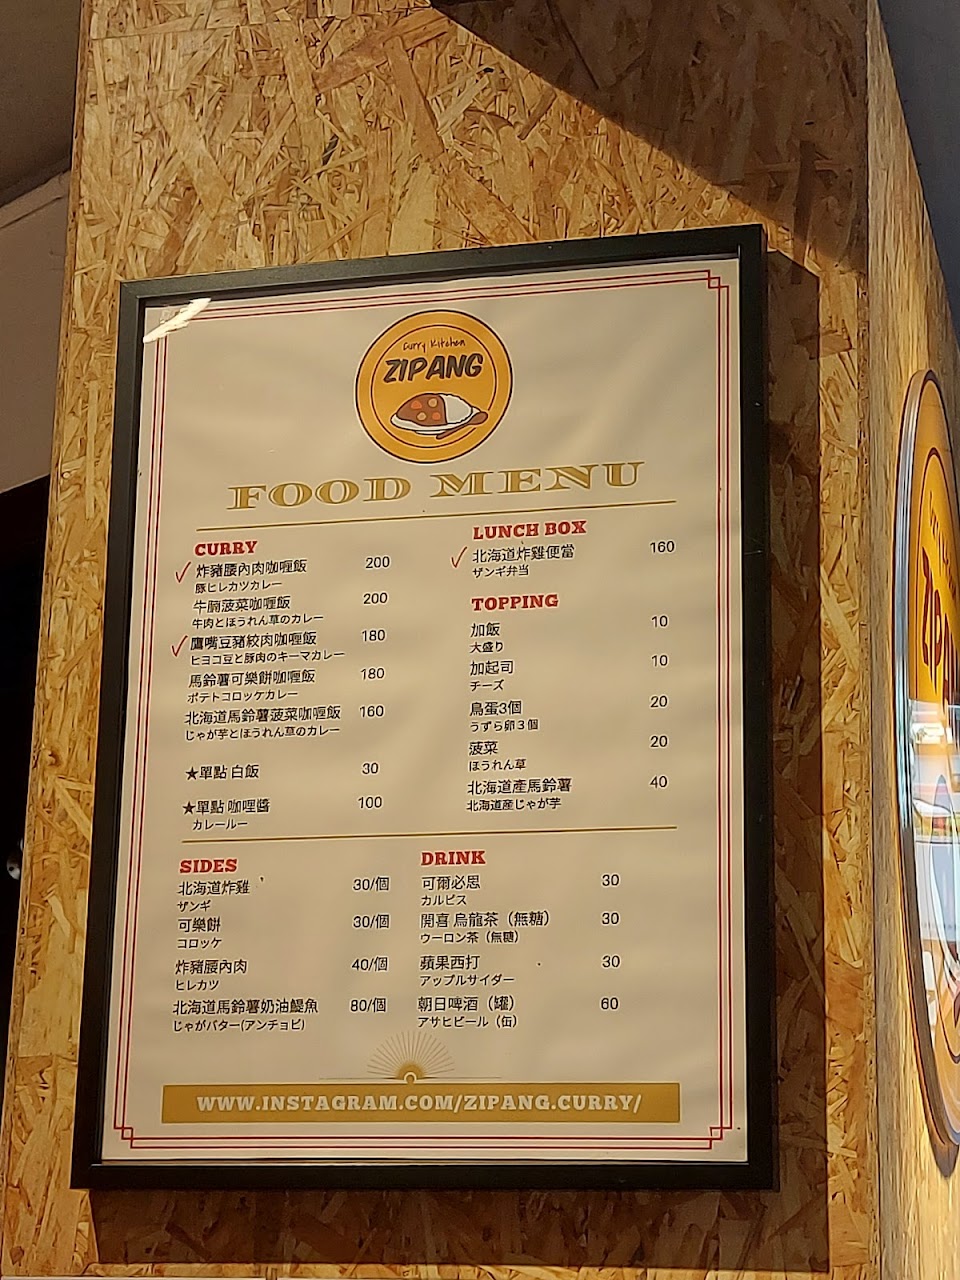 Curry Kitchen
ZIPANG
FOOD MENU
CURRY
炸豬腰內肉咖喱飯 200
豚ヒレカツカレー
牛腩菠菜咖喱飯 200
牛肉とほうれん草のカレー
鷹嘴豆豬絞肉咖喱飯 180
ヒヨコ豆と豚肉のキーマカレー
馬鈴薯可樂餅咖喱飯 180
ポテトコロッケカレー
北海道馬鈴薯菠菜咖喱飯 160
じゃが芋とほうれん草のカレー
★單點 白飯 30
★單點 咖哩醬 100
カレールー
LUNCH BOX
北海道炸雞便當 160
ザンギ弁当
TOPPING
加飯 10
大盛り
加起司 10
チーズ
鳥蛋3個 20
うずら卵3個
菠菜 20
ほうれん草
北海道產馬鈴薯 40
北海道産じゃが芋
SIDES
北海道炸雞 30/個
ザンギ
可樂餅 30/個
コロッケ
炸豬腰內肉 40/個
ヒレカツ
北海道馬鈴薯奶油鯷魚 80/個
じゃがバター(アンチョビ)
DRINK
可爾必思 30
カルピス
開喜 烏龍茶（無糖） 30
ウーロン茶（無糖）
蘋果西打 30
アップルサイダー
朝日啤酒（罐） 60
アサヒビール（缶）
WWW.INSTAGRAM.COM/ZIPANG.CURRY/